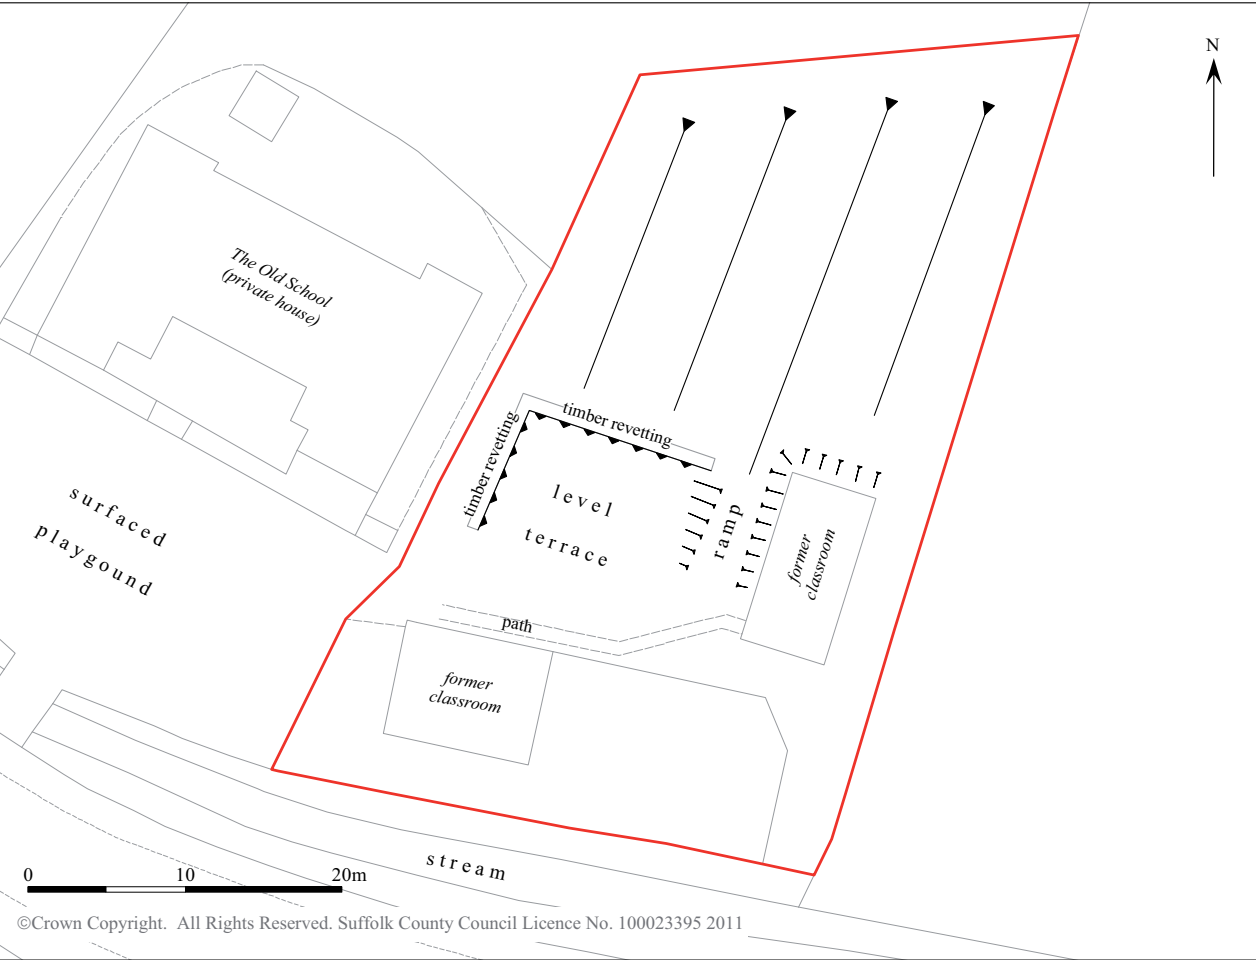 N
The Old School
(private house)
timber revetting
timber revetting
level
terrace
ramp
former
classroom
surfaced
playgound
path
former
classroom
stream
0 10 20m
©Crown Copyright. All Rights Reserved. Suffolk County Council Licence No. 100023395 2011